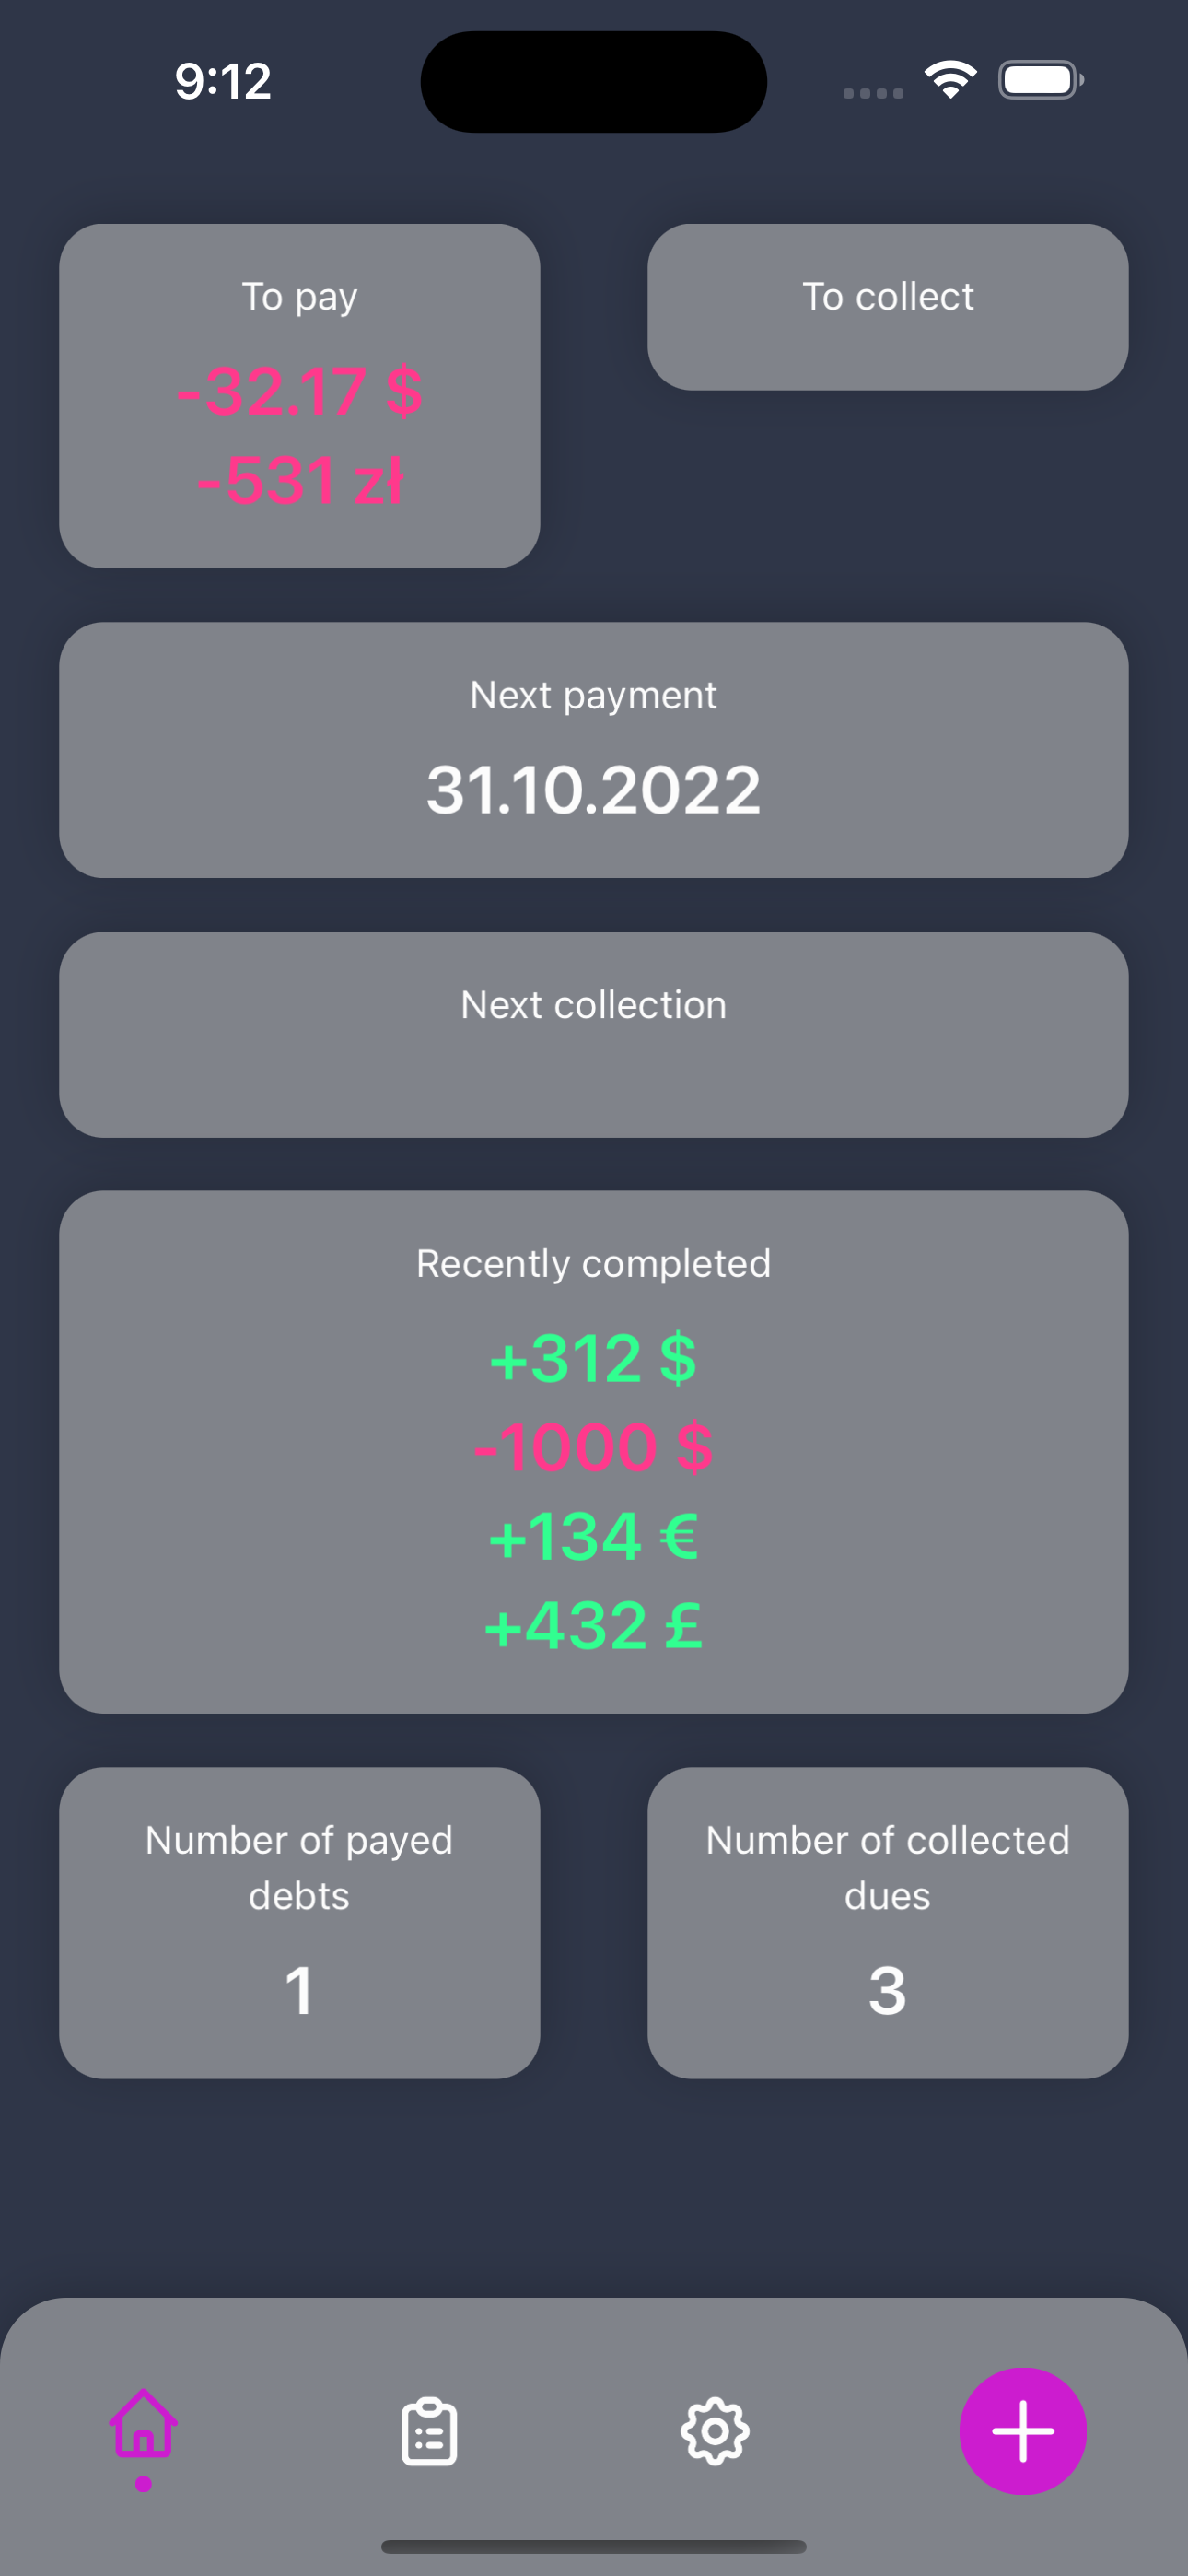 9:12
To pay
-32.17 $
-531 zł
To collect
Next payment
31.10.2022
Next collection
Recently completed
+312 $
-1000 $
+134 €
+432 £
Number of payed
debts
1
Number of collected
dues
3